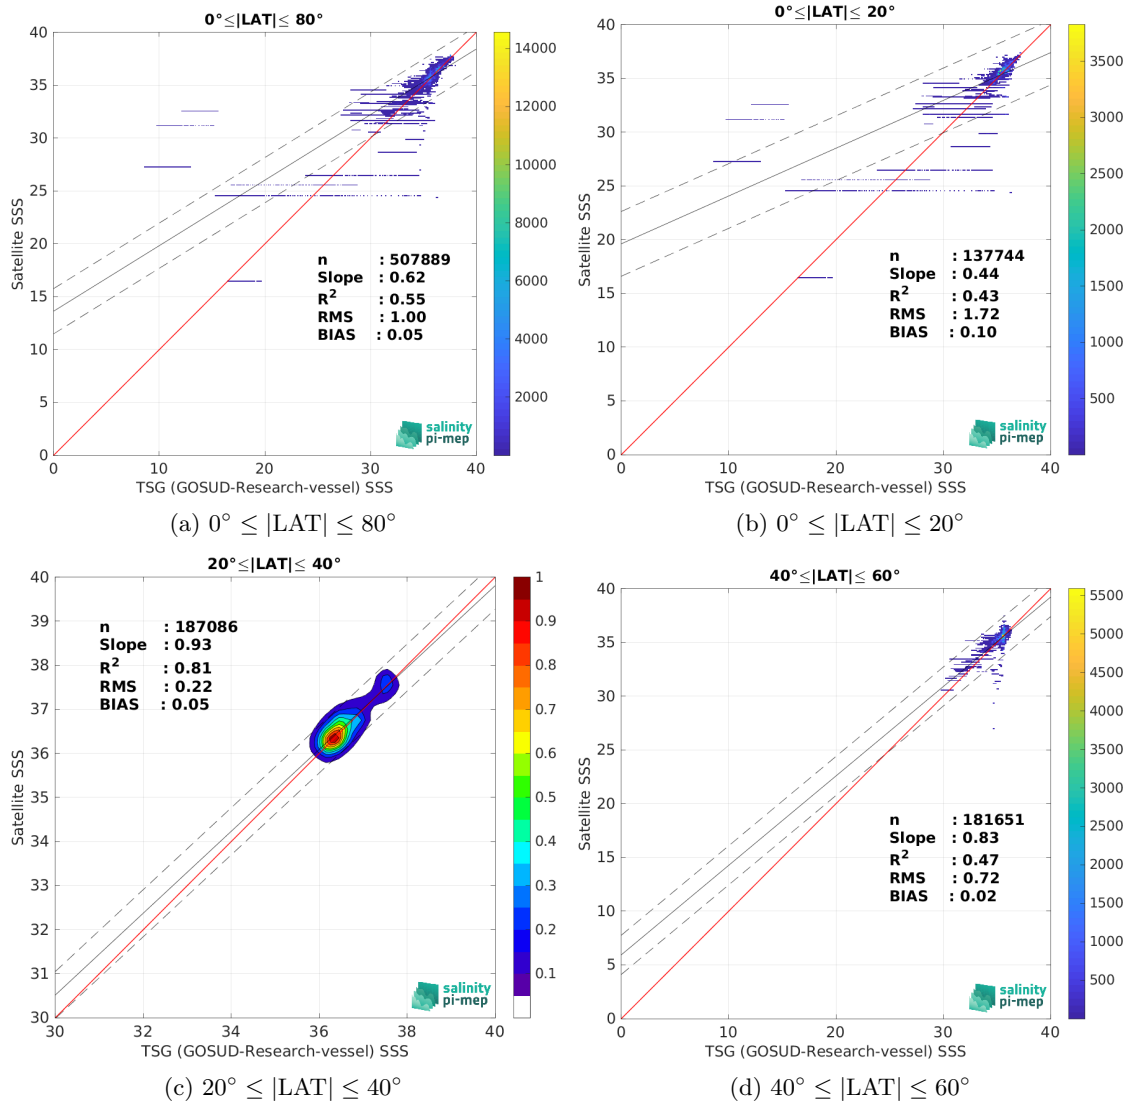 0°≤|LAT|≤ 80°
40
35
30
25
20
15
10
5
0
Satellite SSS
n : 507889
Slope : 0.62
R² : 0.55
RMS : 1.00
BIAS : 0.05
salinity
pi-mep
0 10 20 30 40
TSG (GOSUD-Research-vessel) SSS
14000
12000
10000
8000
6000
4000
2000
(a) 0° ≤ |LAT| ≤ 80°
0°≤|LAT|≤ 20°
40
35
30
25
20
15
10
5
0
Satellite SSS
n : 137744
Slope : 0.44
R² : 0.43
RMS : 1.72
BIAS : 0.10
salinity
pi-mep
0 10 20 30 40
TSG (GOSUD-Research-vessel) SSS
3500
3000
2500
2000
1500
1000
500
(b) 0° ≤ |LAT| ≤ 20°
20°≤|LAT|≤ 40°
40
39
38
37
36
35
34
33
32
31
30
Satellite SSS
n : 187086
Slope : 0.93
R² : 0.81
RMS : 0.22
BIAS : 0.05
salinity
pi-mep
30 32 34 36 38 40
TSG (GOSUD-Research-vessel) SSS
1
0.9
0.8
0.7
0.6
0.5
0.4
0.3
0.2
0.1
(c) 20° ≤ |LAT| ≤ 40°
40°≤|LAT|≤ 60°
40
35
30
25
20
15
10
5
0
Satellite SSS
n : 181651
Slope : 0.83
R² : 0.47
RMS : 0.72
BIAS : 0.02
salinity
pi-mep
0 10 20 30 40
TSG (GOSUD-Research-vessel) SSS
5500
5000
4500
4000
3500
3000
2500
2000
1500
1000
500
(d) 40° ≤ |LAT| ≤ 60°